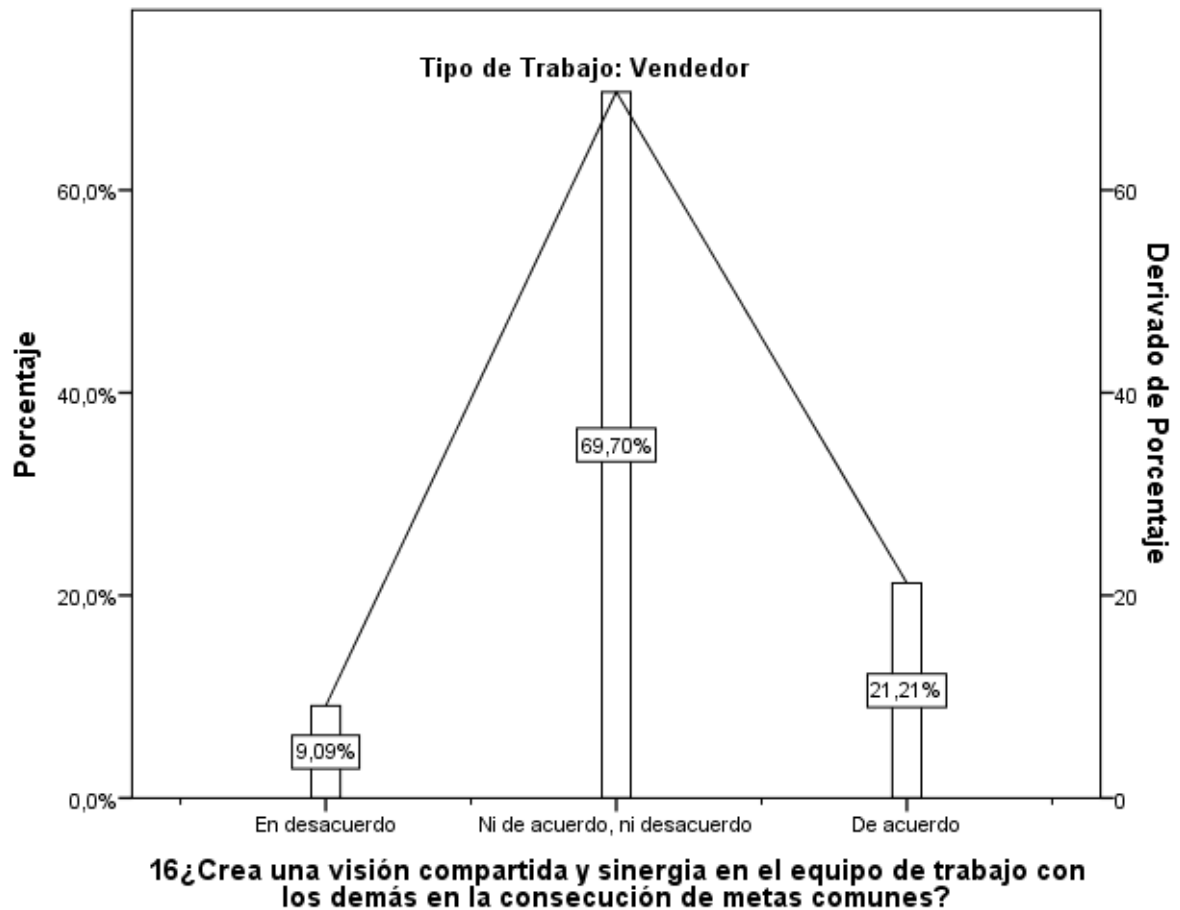 Tipo de Trabajo: Vendedor
Porcentaje
60,0%
40,0%
20,0%
0,0%
69,70%
9,09%
21,21%
60
40
20
0
Derivado de Porcentaje
En desacuerdo
Ni de acuerdo, ni desacuerdo
De acuerdo
16¿Crea una visión compartida y sinergia en el equipo de trabajo con
los demás en la consecución de metas comunes?